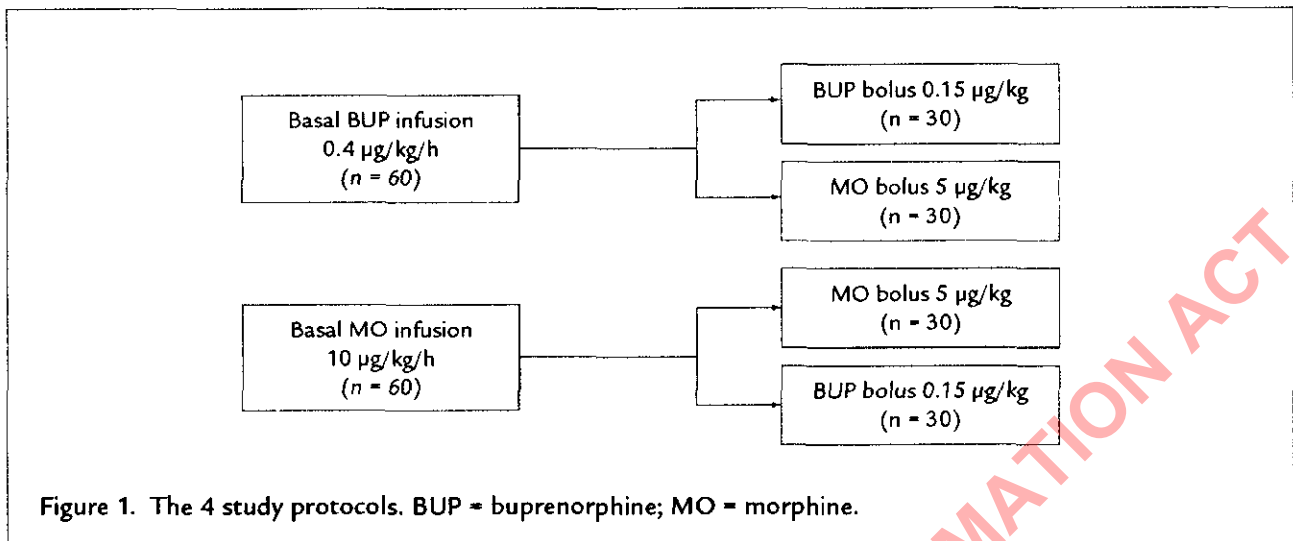 Basal BUP infusion
0.4 µg/kg/h
(n = 60)
BUP bolus 0.15 µg/kg
(n = 30)
MO bolus 5 µg/kg
(n = 30)
Basal MO infusion
10 µg/kg/h
(n = 60)
MO bolus 5 µg/kg
(n = 30)
BUP bolus 0.15 µg/kg
(n = 30)
Figure 1. The 4 study protocols. BUP = buprenorphine; MO = morphine.
MATION ACT